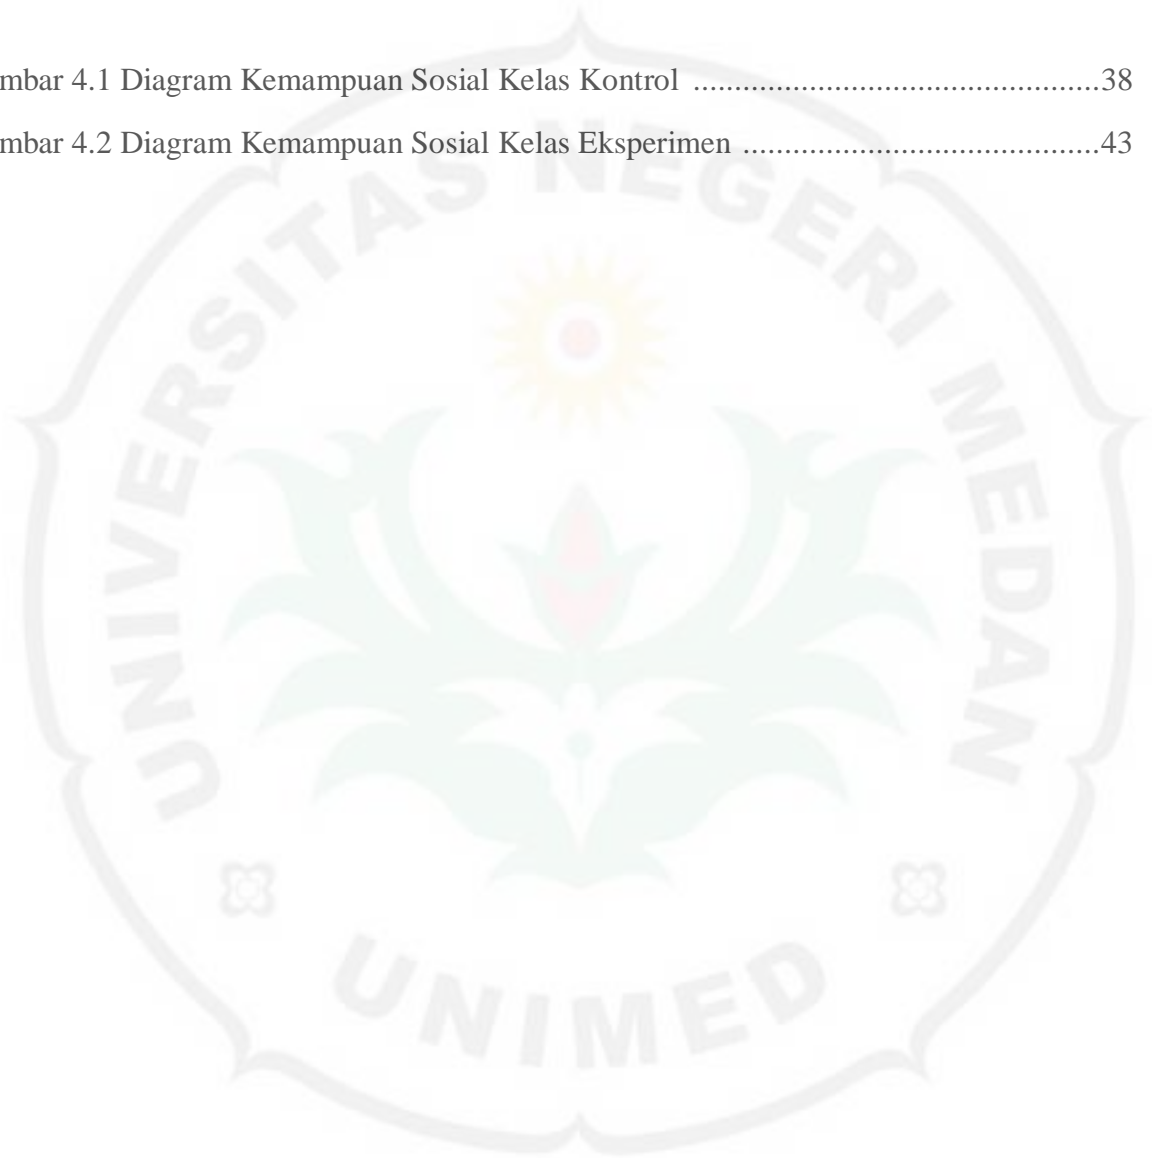 mbar 4.1 Diagram Kemampuan Sosial Kelas Kontrol ................................................38
mbar 4.2 Diagram Kemampuan Sosial Kelas Eksperimen ..........................................43
UNIVERSITAS NEGERI MEDAN
UNIMED